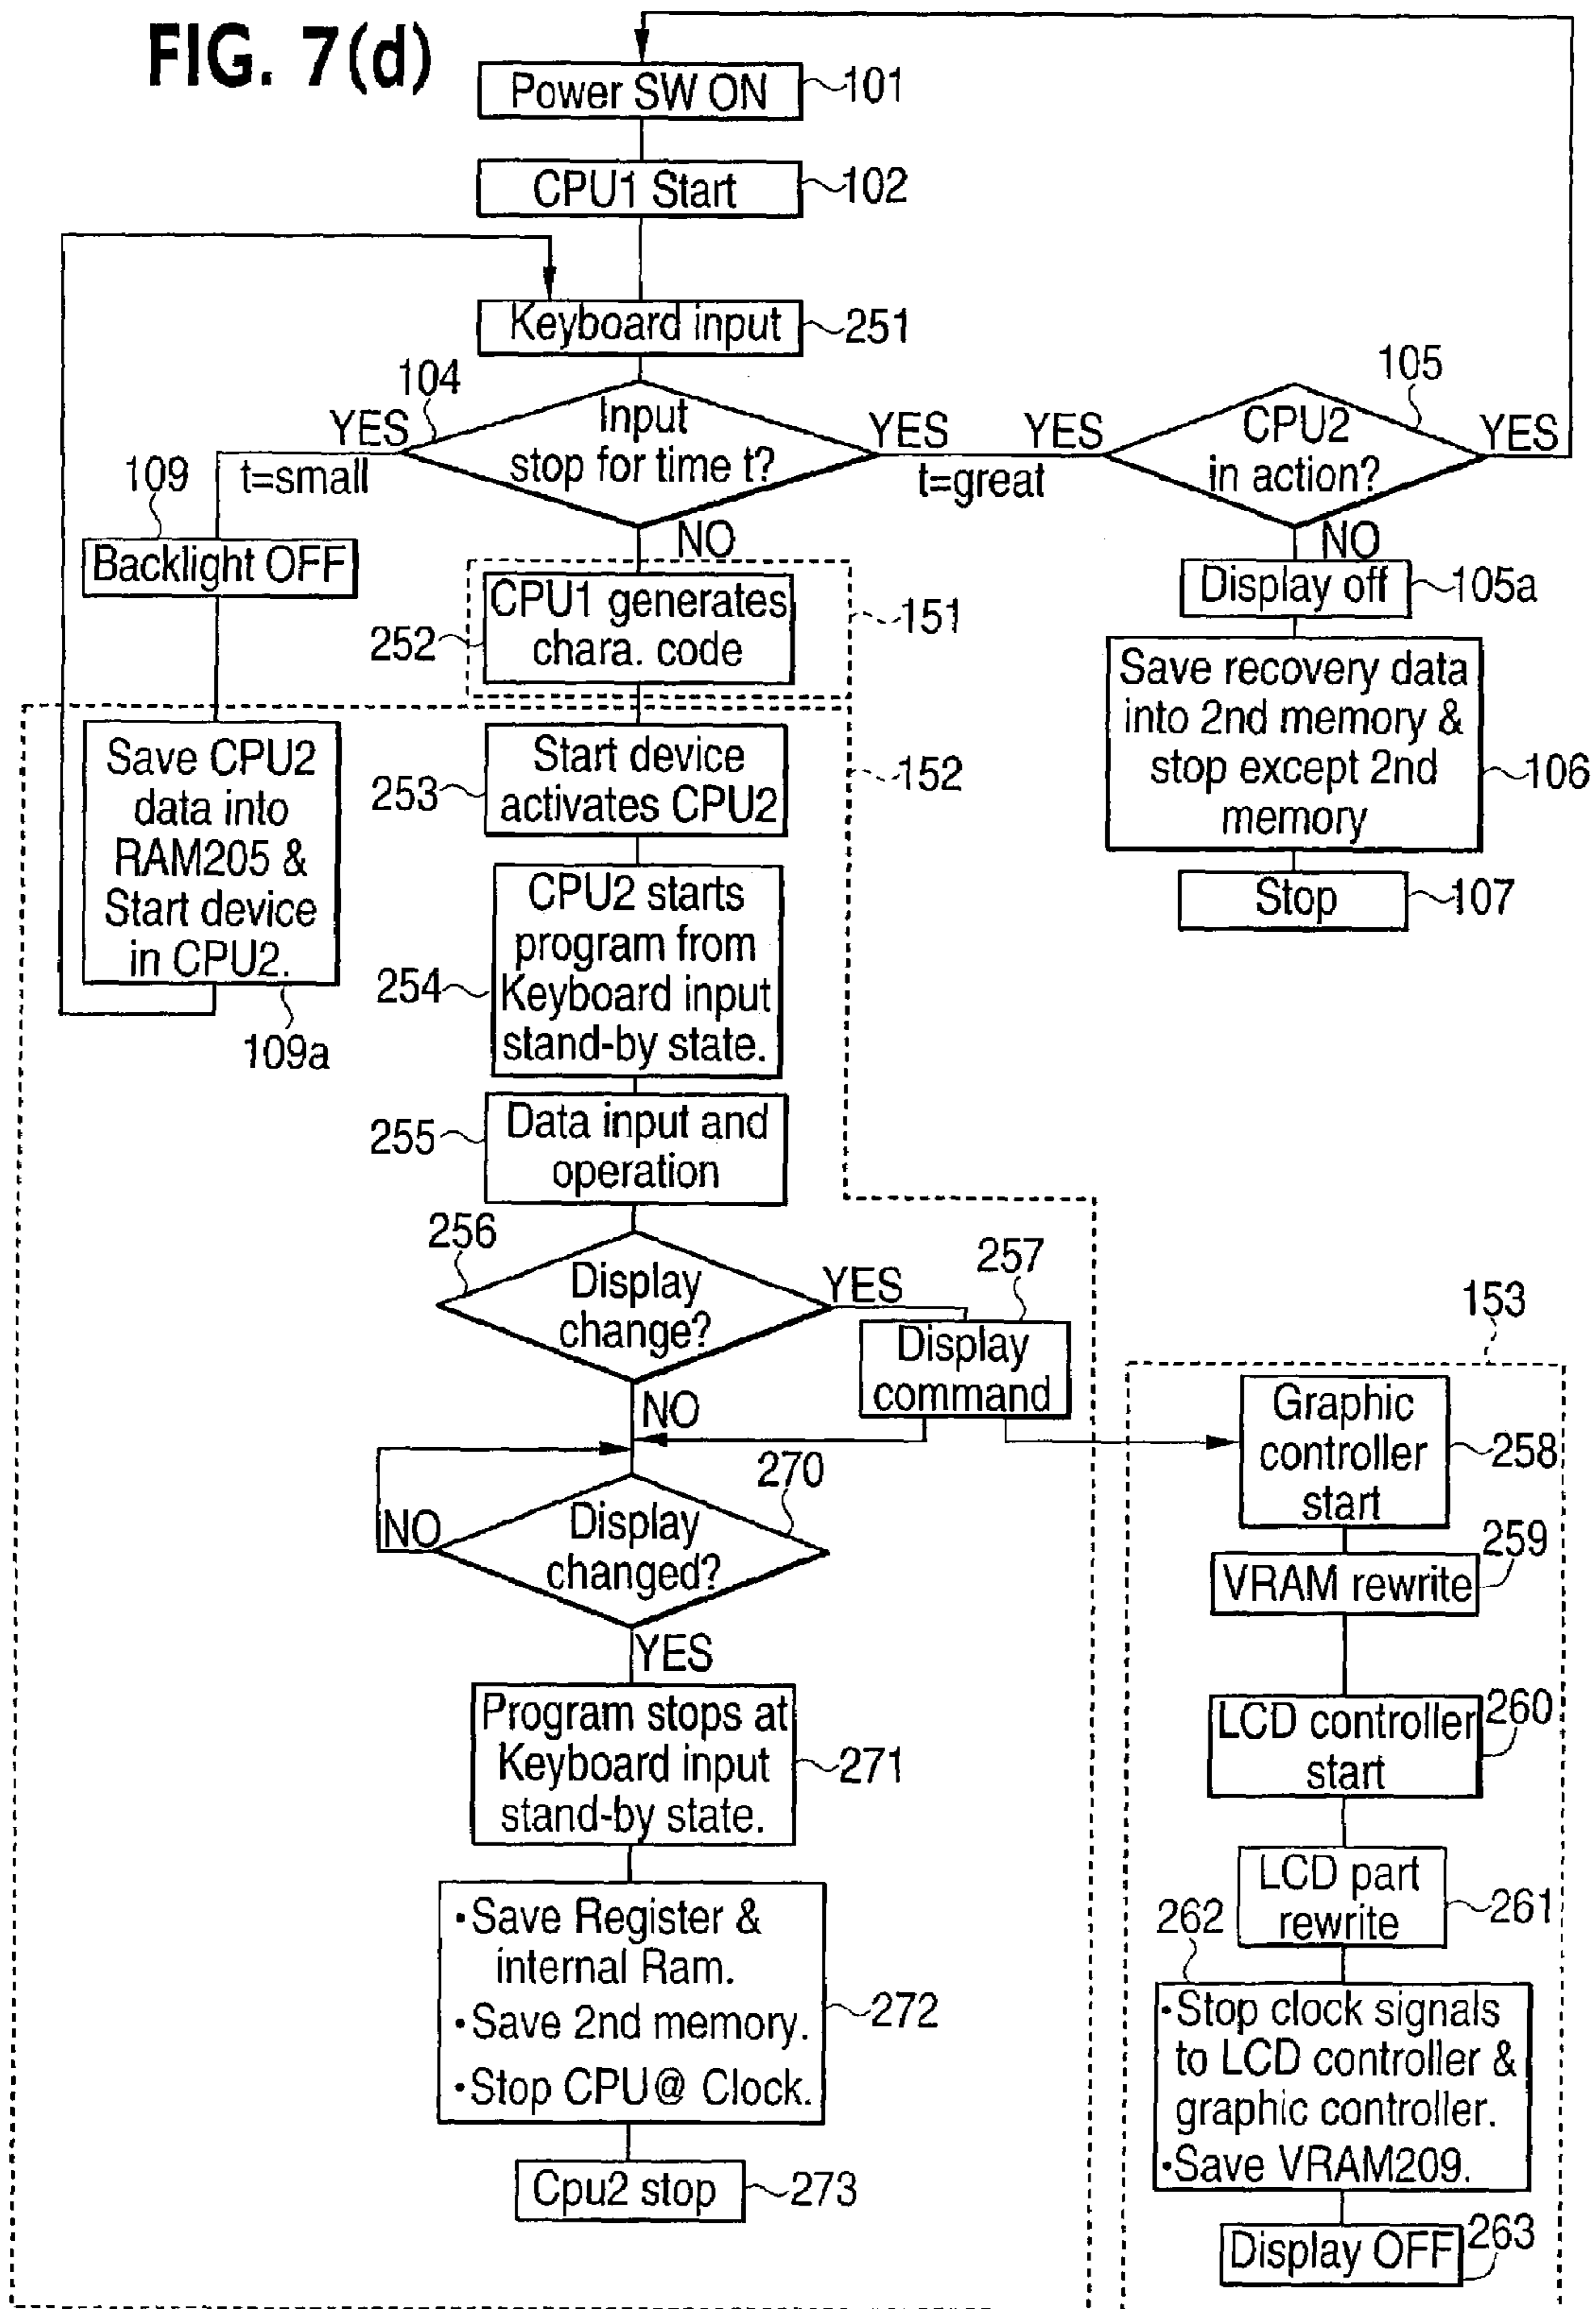 FIG. 7(d)
Power SW ON
101
CPU1 Start
102
Keyboard input
251
104
Input
stop for time t?
YES
t=small
YES
t=great
YES
105
CPU2
in action?
YES
109
Backlight OFF
NO
NO
Display off
105a
CPU1 generates
chara. code
252
151
Save recovery data
into 2nd memory &
stop except 2nd
memory
106
Save CPU2
data into
RAM205 &
Start device
in CPU2.
109a
Start device
activates CPU2
253
152
Stop
107
CPU2 starts
program from
Keyboard input
stand-by state.
254
Data input and
operation
255
256
Display
change?
YES
257
Display
command
NO
153
Graphic
controller
start
258
270
Display
changed?
NO
YES
259
VRAM rewrite
Program stops at
Keyboard input
stand-by state.
271
LCD controller
start
260
LCD part
rewrite
261
•Save Register &
internal Ram.
•Save 2nd memory.
•Stop CPU@ Clock.
272
262
•Stop clock signals
to LCD controller &
graphic controller.
•Save VRAM209.
Cpu2 stop
273
Display OFF
263